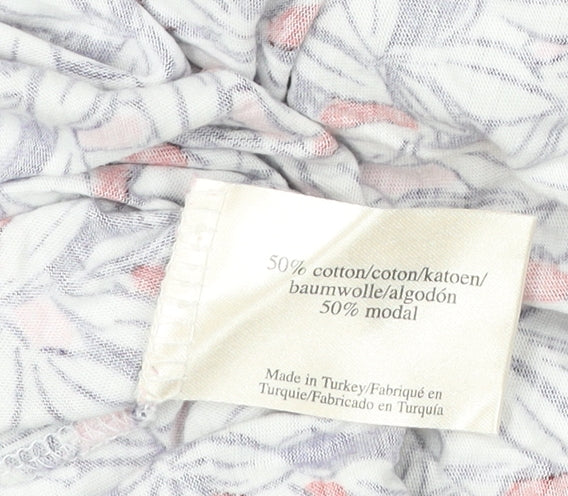 50% cotton/coton/katoen/
baumwolle/algodón
50% modal
Made in Turkey/Fabriqué en
Turquie/Fabricado en Turquía